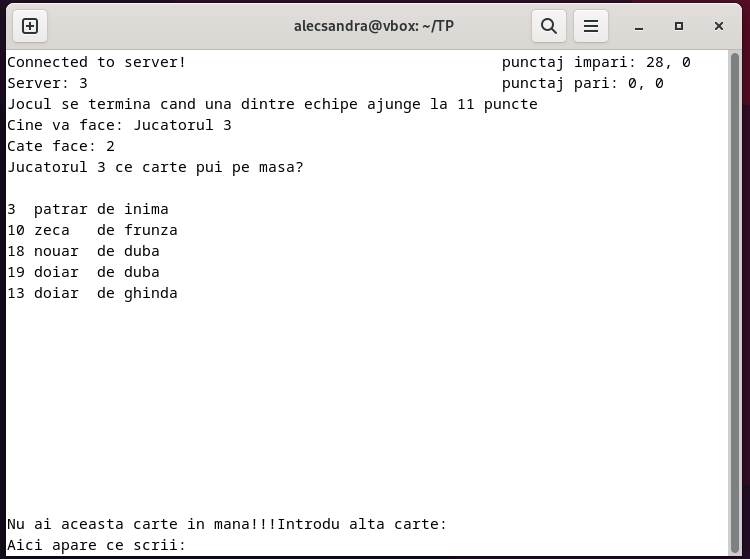 alecsandra@vbox: ~/TP
Connected to server! punctaj impari: 28, 0
Server: 3 punctaj pari: 0, 0
Jocul se termina cand una dintre echipe ajunge la 11 puncte
Cine va face: Jucatorul 3
Cate face: 2
Jucatorul 3 ce carte pui pe masa?
3 patrar de inima
10 zeca de frunza
18 nouar de duba
19 doiar de duba
13 doiar de ghinda
Nu ai aceasta carte in mana!!!Introdu alta carte:
Aici apare ce scrii: